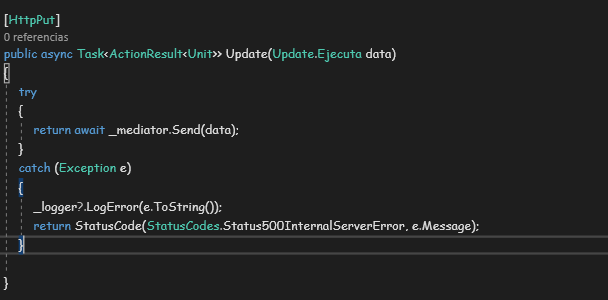 [HttpPut]
0 referencias
public async Task<ActionResult<Unit>> Update(Update.Ejecuta data)
{
try
{
return await _mediator.Send(data);
}
catch (Exception e)
{
_logger?.LogError(e.ToString());
return StatusCode(StatusCodes.Status500InternalServerError, e.Message);
}
}